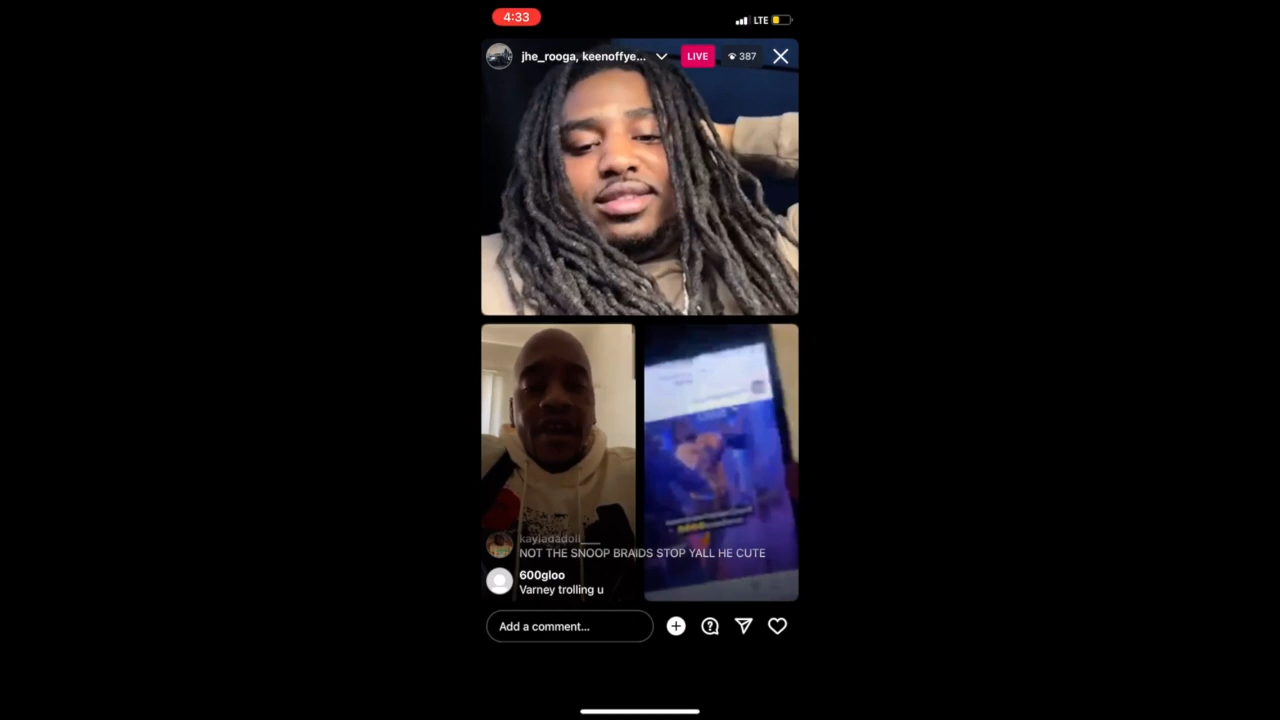 4:33
LTE
jhe_rooga, keenoffye...
LIVE
387
kayladadoll___
NOT THE SNOOP BRAIDS STOP YALL HE CUTE
600gloo
Varney trolling u
Add a comment...